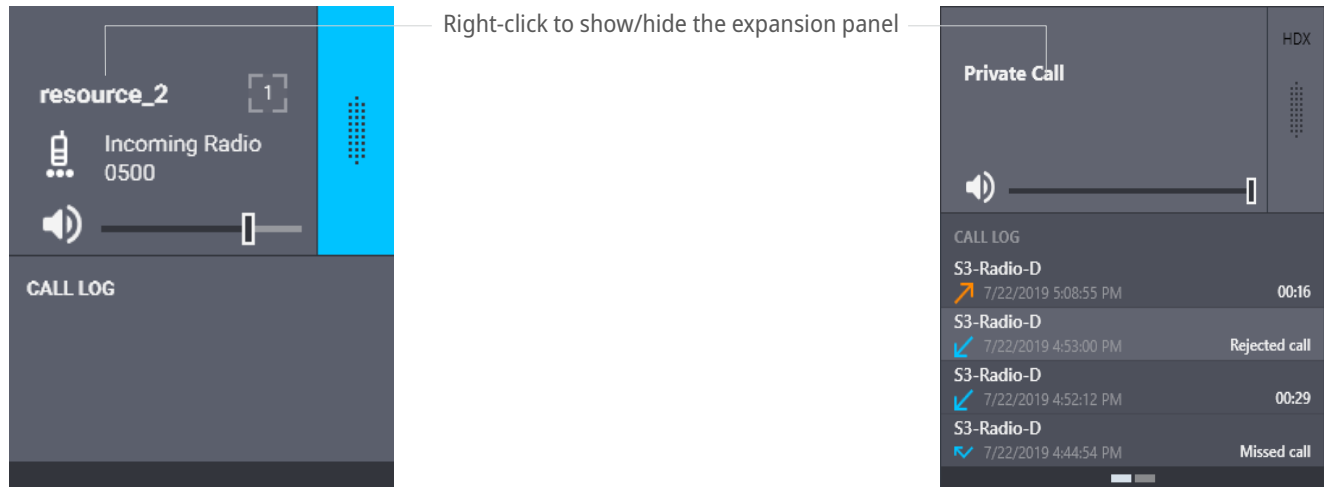 Right-click to show/hide the expansion panel
resource_2
1
Incoming Radio
0500
CALL LOG
HDX
Private Call
CALL LOG
S3-Radio-D
7/22/2019 5:08:55 PM 00:16
S3-Radio-D
7/22/2019 4:53:00 PM Rejected call
S3-Radio-D
7/22/2019 4:52:12 PM 00:29
S3-Radio-D
7/22/2019 4:44:54 PM Missed call